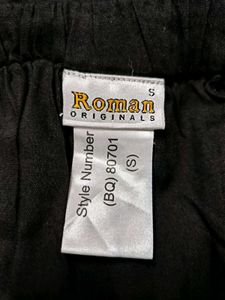 S
Roman
ORIGINALS
Style Number
(BQ) 80701
(S)